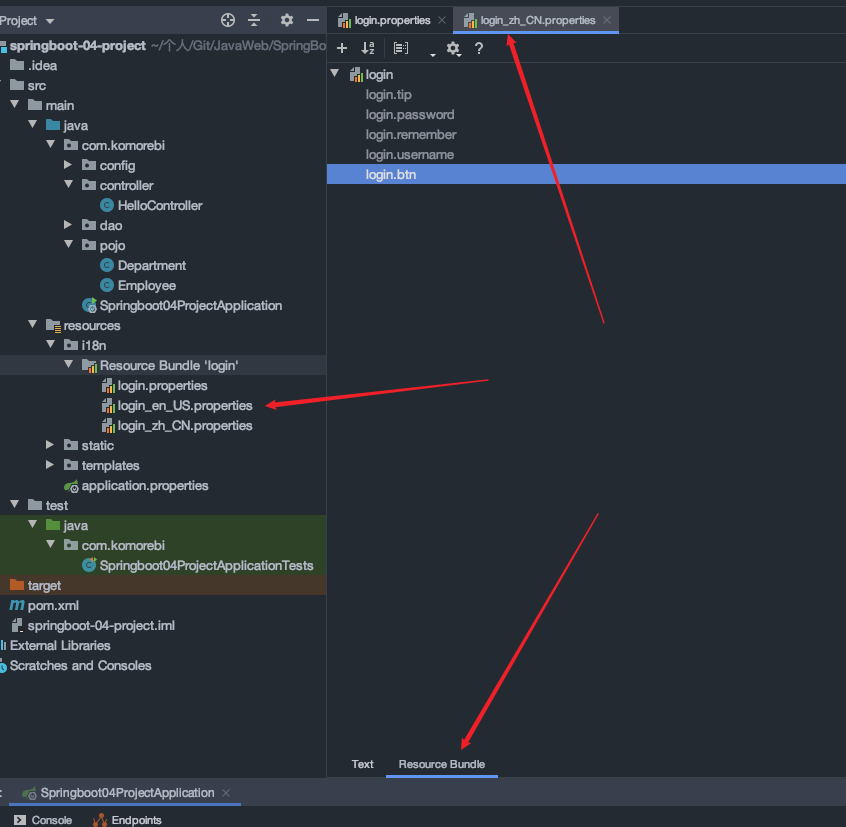 Project
springboot-04-project ~/个人/Git/JavaWeb/SpringBo
.idea
src
main
java
com.komorebi
config
controller
HelloController
dao
pojo
Department
Employee
Springboot04ProjectApplication
resources
i18n
Resource Bundle 'login'
login.properties
login_en_US.properties
login_zh_CN.properties
static
templates
application.properties
test
java
com.komorebi
Springboot04ProjectApplicationTests
target
pom.xml
springboot-04-project.iml
External Libraries
Scratches and Consoles
login.properties
login_zh_CN.properties
login
login.tip
login.password
login.remember
login.username
login.btn
Text
Resource Bundle
: Springboot04ProjectApplication
Console
Endpoints